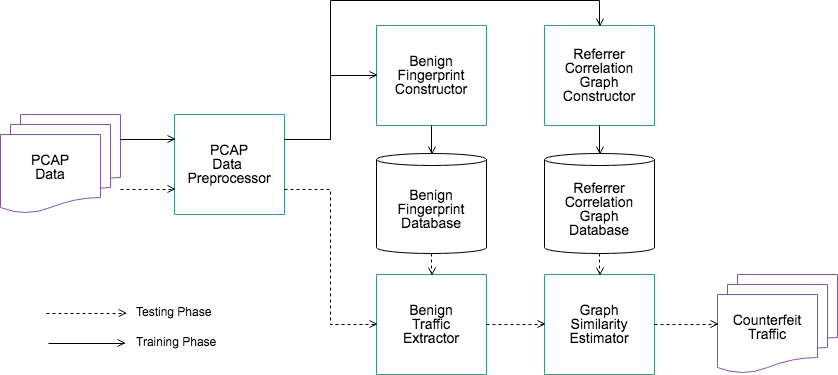 Benign
Fingerprint
Constructor
Referrer
Correlation
Graph
Constructor
PCAP
Data
PCAP
Data
Preprocessor
Benign
Fingerprint
Database
Referrer
Correlation
Graph
Database
Testing Phase
Training Phase
Benign
Traffic
Extractor
Graph
Similarity
Estimator
Counterfeit
Traffic